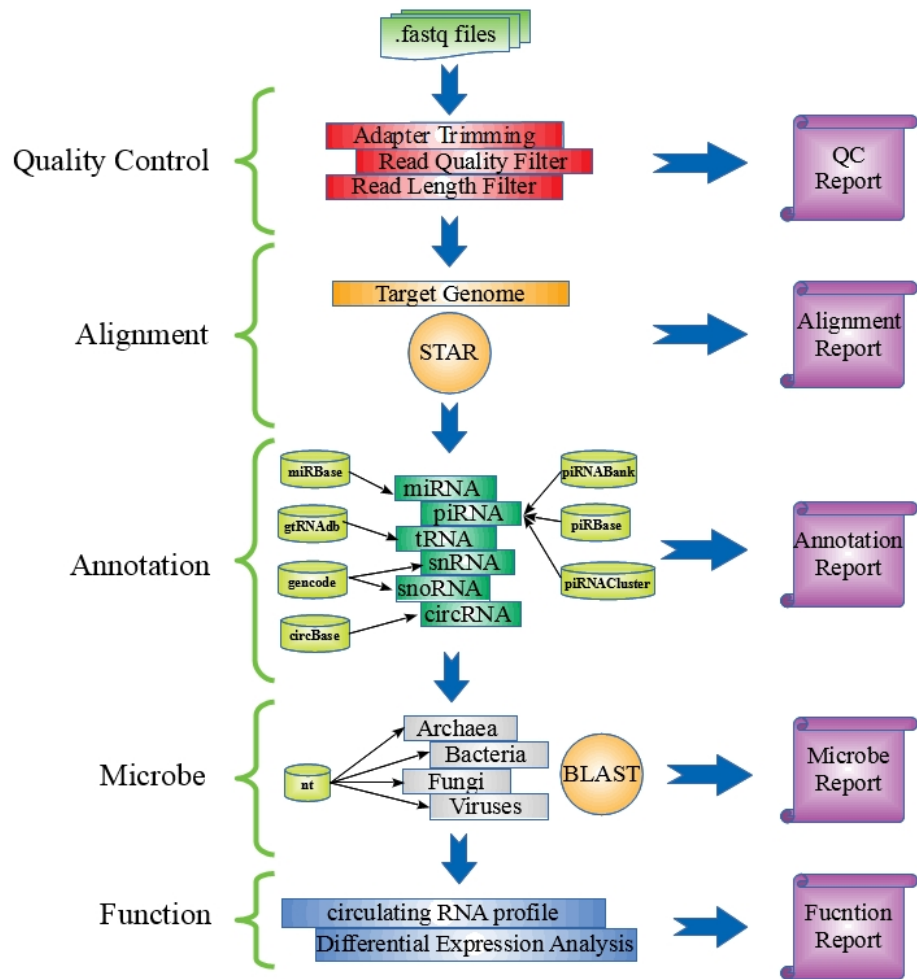 .fastq files
Quality Control
Adapter Trimming
Read Quality Filter
Read Length Filter
QC
Report
Alignment
Target Genome
STAR
Alignment
Report
Annotation
miRBase
gtRNAdb
gencode
circBase
miRNA
piRNA
tRNA
snRNA
snoRNA
circRNA
piRNABank
piRBase
piRNACluster
Annotation
Report
Microbe
nt
Archaea
Bacteria
Fungi
Viruses
BLAST
Microbe
Report
Function
circulating RNA profile
Differential Expression Analysis
Fucntion
Report